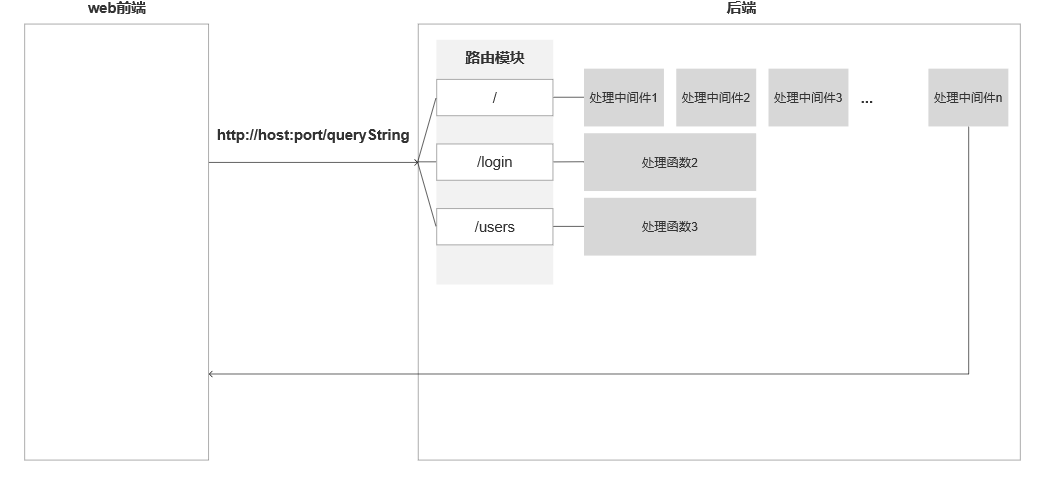 web前端
后端
路由模块
/
处理中间件1
处理中间件2
处理中间件3
...
处理中间件n
http://host:port/queryString
/login
处理函数2
/users
处理函数3